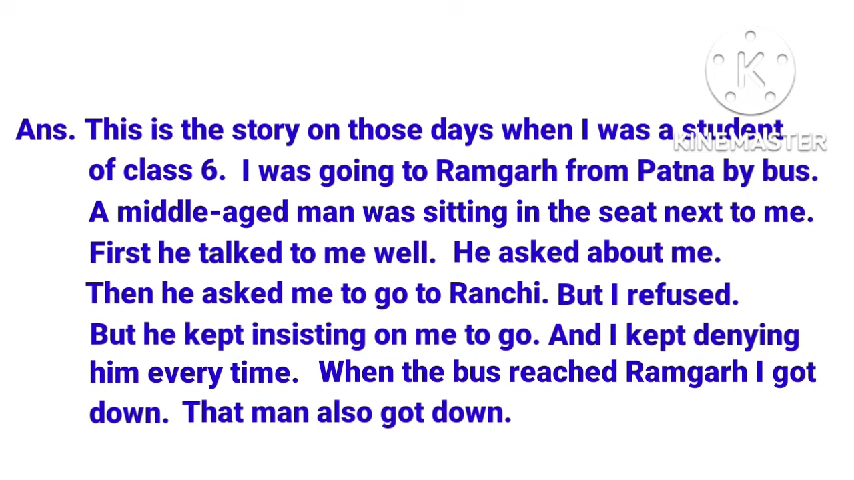 Ans. This is the story on those days when I was a student
KINEMASTER
of class 6. I was going to Ramgarh from Patna by bus.
A middle-aged man was sitting in the seat next to me.
First he talked to me well. He asked about me.
Then he asked me to go to Ranchi. But I refused.
But he kept insisting on me to go. And I kept denying
him every time. When the bus reached Ramgarh I got
down. That man also got down.